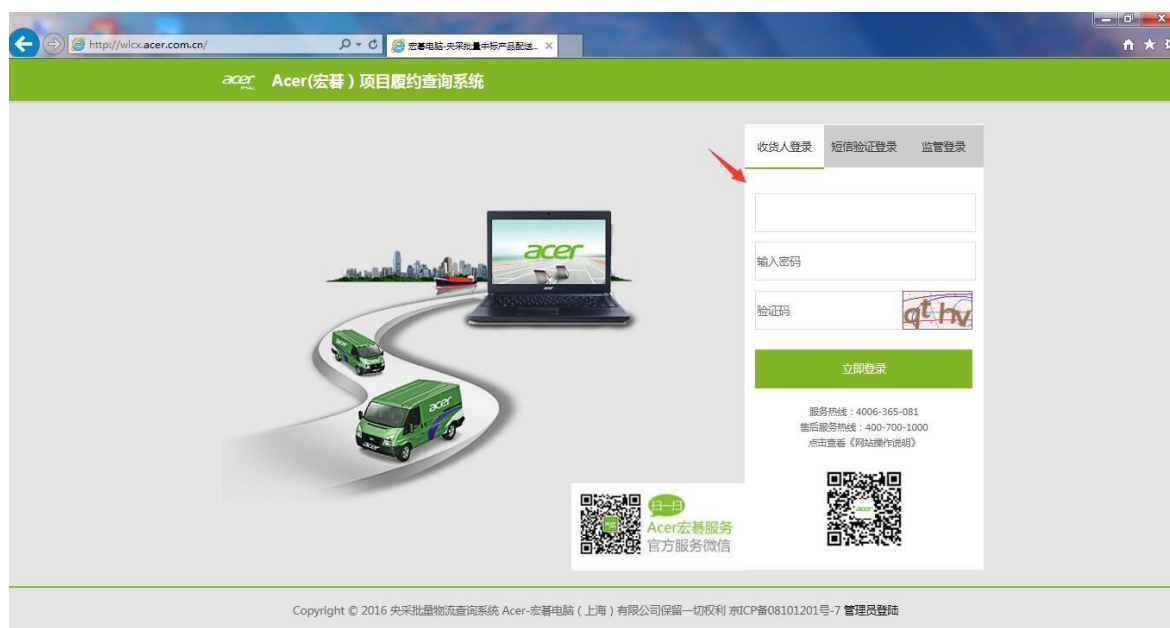 http://wlcx.acer.com.cn/
宏碁电脑-央采批量中标产品配送...
acer Acer(宏碁）项目履约查询系统
收货人登录 短信验证登录 监管登录
acer
输入密码
验证码 qthv
立即登录
acer
acer
服务热线：4006-365-081
售后服务热线：400-700-1000
点击查看《网站操作说明》
扫一扫
Acer宏碁服务
官方服务微信
Copyright © 2016 央采批量物流查询系统 Acer-宏碁电脑（上海）有限公司保留一切权利 京ICP备08101201号-7 管理员登陆